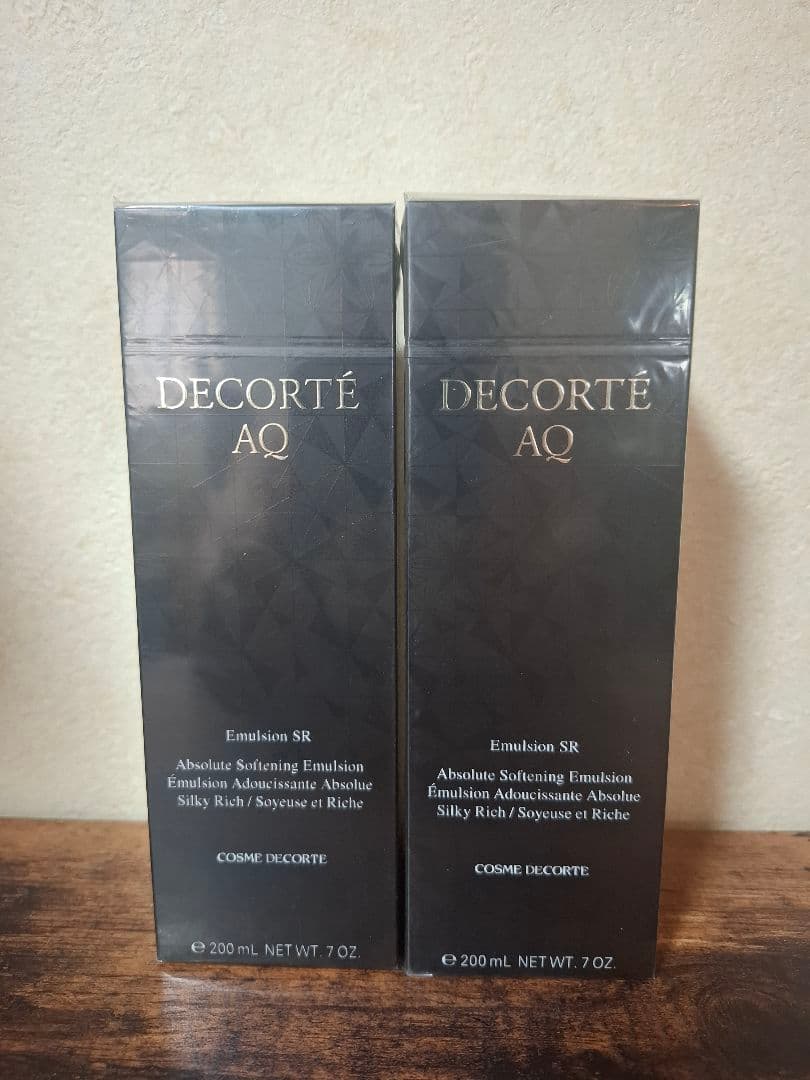 DECORTÉ
AQ
Emulsion SR
Absolute Softening Emulsion
Émulsion Adoucissante Absolue
Silky Rich / Soyeuse et Riche
COSME DECORTE
℮ 200 mL NET WT. 7 OZ.
DECORTÉ
AQ
Emulsion SR
Absolute Softening Emulsion
Émulsion Adoucissante Absolue
Silky Rich / Soyeuse et Riche
COSME DECORTE
℮ 200 mL NET WT. 7 OZ.